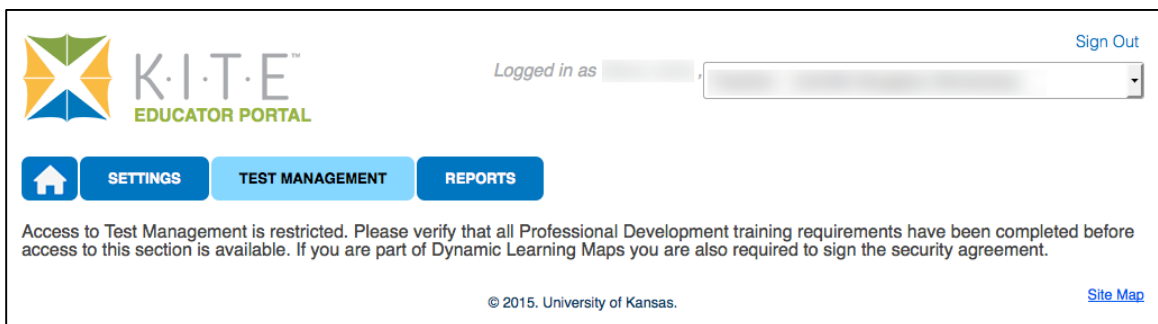 Sign Out
K·I·T·E™
Logged in as
,
EDUCATOR PORTAL
SETTINGS TEST MANAGEMENT REPORTS
Access to Test Management is restricted. Please verify that all Professional Development training requirements have been completed before
access to this section is available. If you are part of Dynamic Learning Maps you are also required to sign the security agreement.
© 2015. University of Kansas.
Site Map